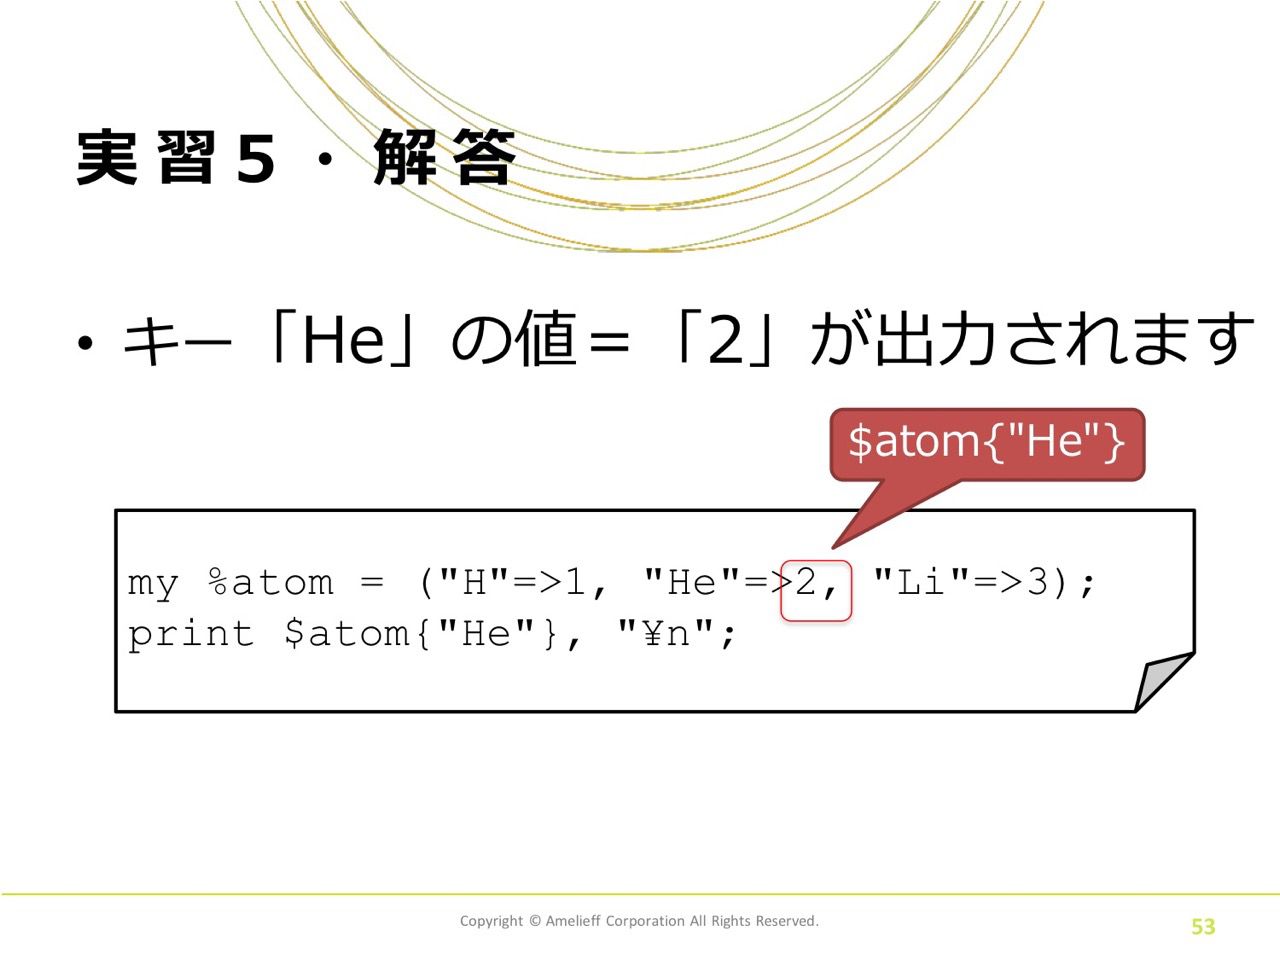 実習5・解答
• キー「He」の値＝「2」が出力されます
$atom{"He"}
my %atom = ("H"=>1, "He"=>2, "Li"=>3);
print $atom{"He"}, "¥n";
Copyright © Amelieff Corporation All Rights Reserved.
53